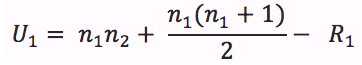 U₁ = n₁n₂ + n₁(n₁ + 1)/2 − R₁